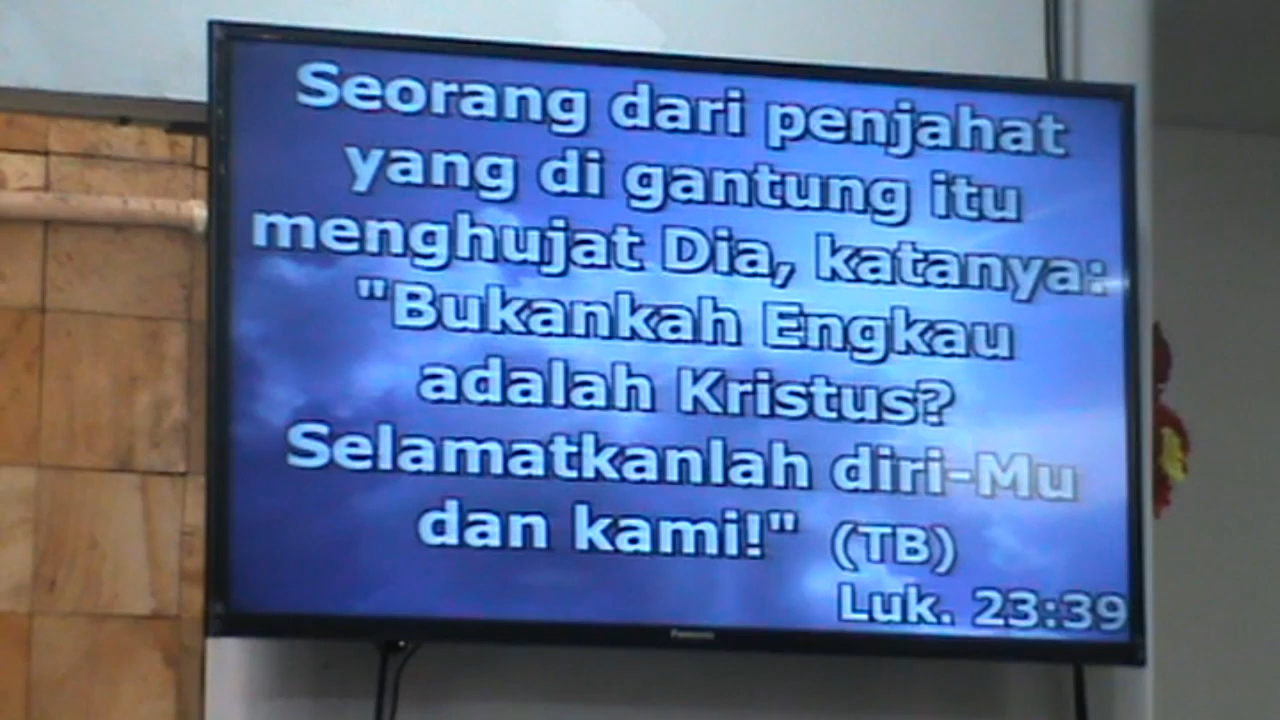 Seorang dari penjahat
yang di gantung itu
menghujat Dia, katanya:
"Bukankah Engkau
adalah Kristus?
Selamatkanlah diri-Mu
dan kami!" (TB)
Luk. 23:39
Panasonic